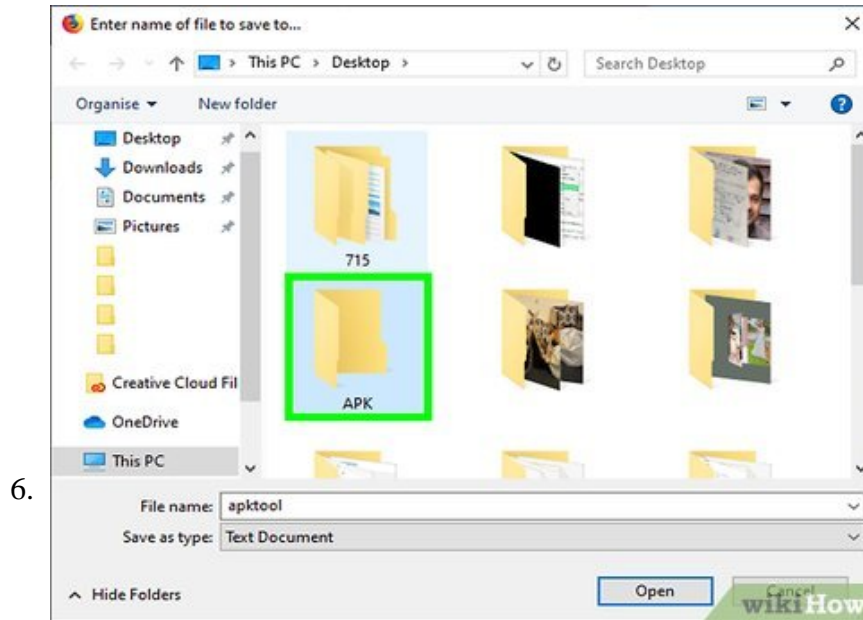 Enter name of file to save to...
This PC > Desktop >
Search Desktop
Organise
New folder
Desktop
Downloads
Documents
Pictures
715
APK
Creative Cloud Fil
OneDrive
This PC
6.
File name: apktool
Save as type: Text Document
Hide Folders
Open
Cancel
wikiHow